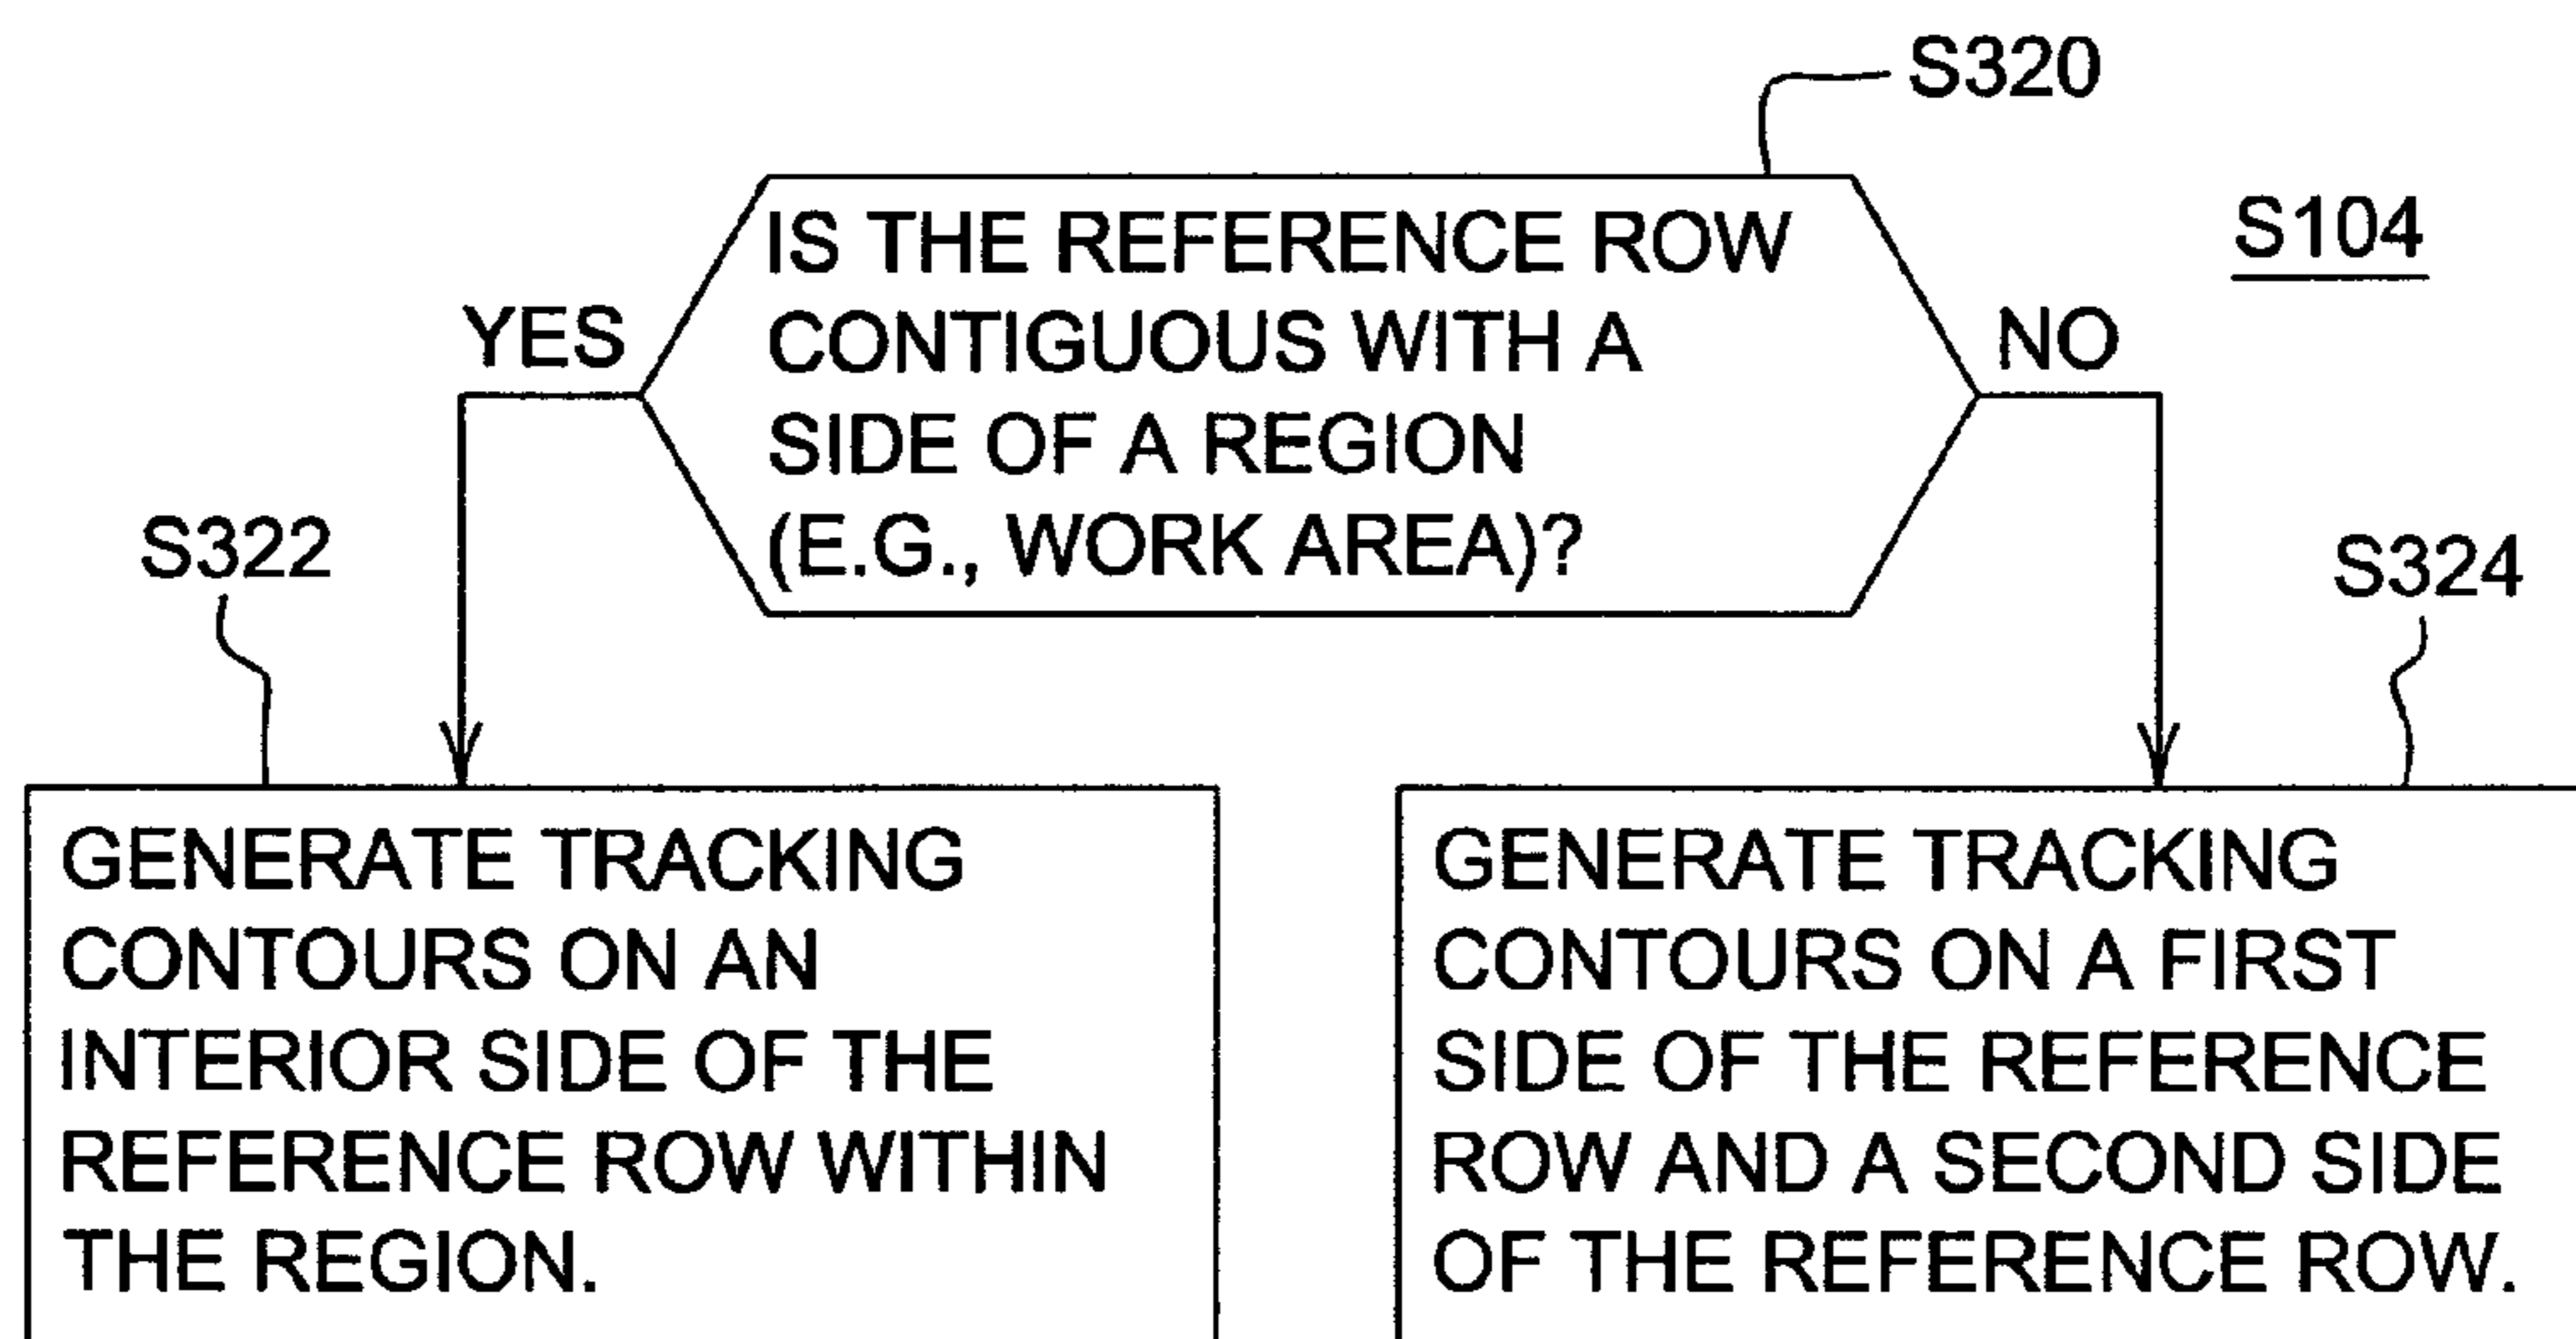 S320
S104
IS THE REFERENCE ROW
CONTIGUOUS WITH A
SIDE OF A REGION
(E.G., WORK AREA)?
YES
NO
S322
S324
GENERATE TRACKING
CONTOURS ON AN
INTERIOR SIDE OF THE
REFERENCE ROW WITHIN
THE REGION.
GENERATE TRACKING
CONTOURS ON A FIRST
SIDE OF THE REFERENCE
ROW AND A SECOND SIDE
OF THE REFERENCE ROW.